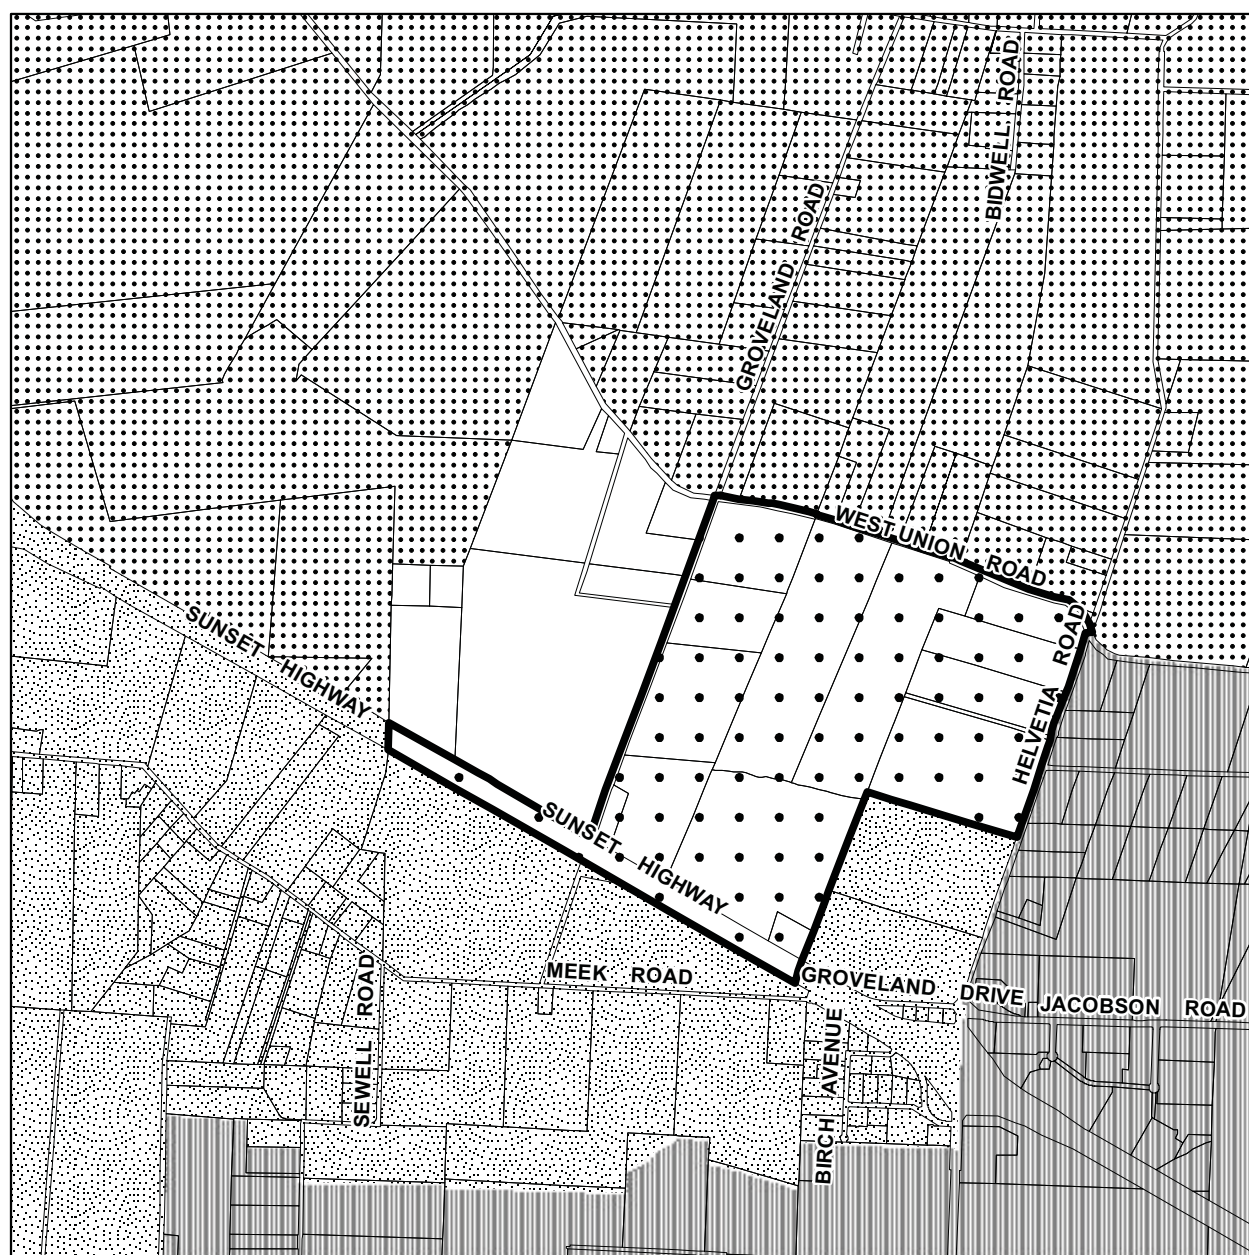 BIDWELL ROAD
GROVELAND ROAD
WEST UNION ROAD
SUNSET HIGHWAY
HELVETIA ROAD
SUNSET HIGHWAY
MEEK ROAD
GROVELAND DRIVE
JACOBSON ROAD
SEWELL ROAD
BIRCH AVENUE